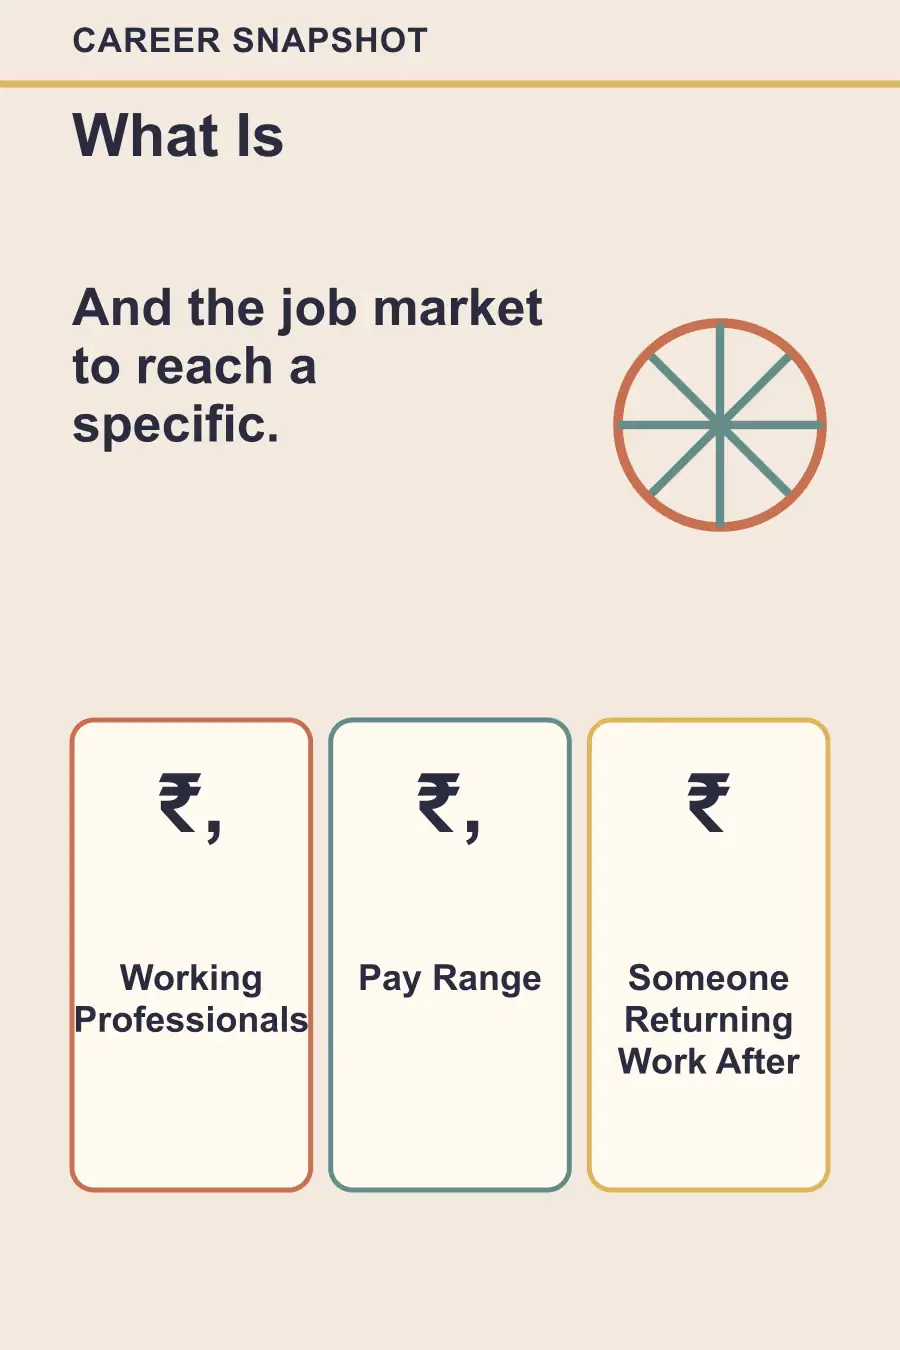 CAREER SNAPSHOT
What Is
And the job market
to reach a
specific.
₹,
Working
Professionals
₹,
Pay Range
₹
Someone
Returning
Work After